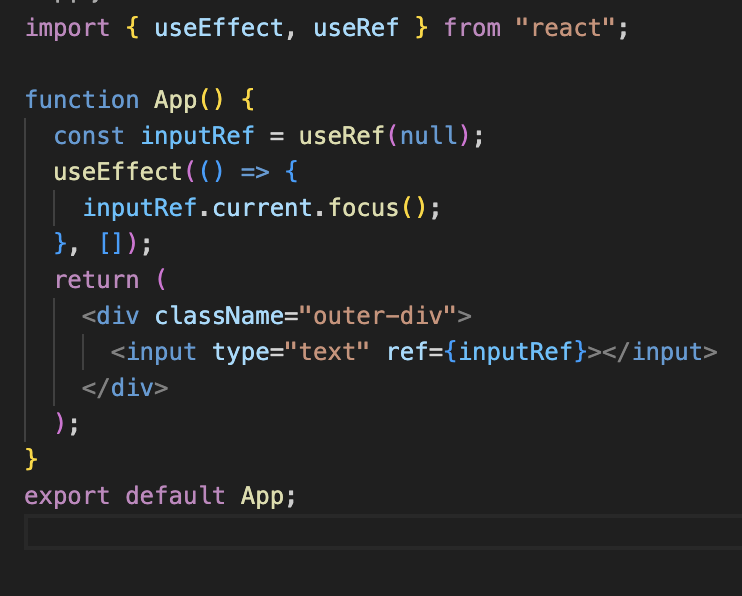 import { useEffect, useRef } from "react";
function App() {
const inputRef = useRef(null);
useEffect(() => {
inputRef.current.focus();
}, []);
return (
<div className="outer-div">
<input type="text" ref={inputRef}></input>
</div>
);
}
export default App;